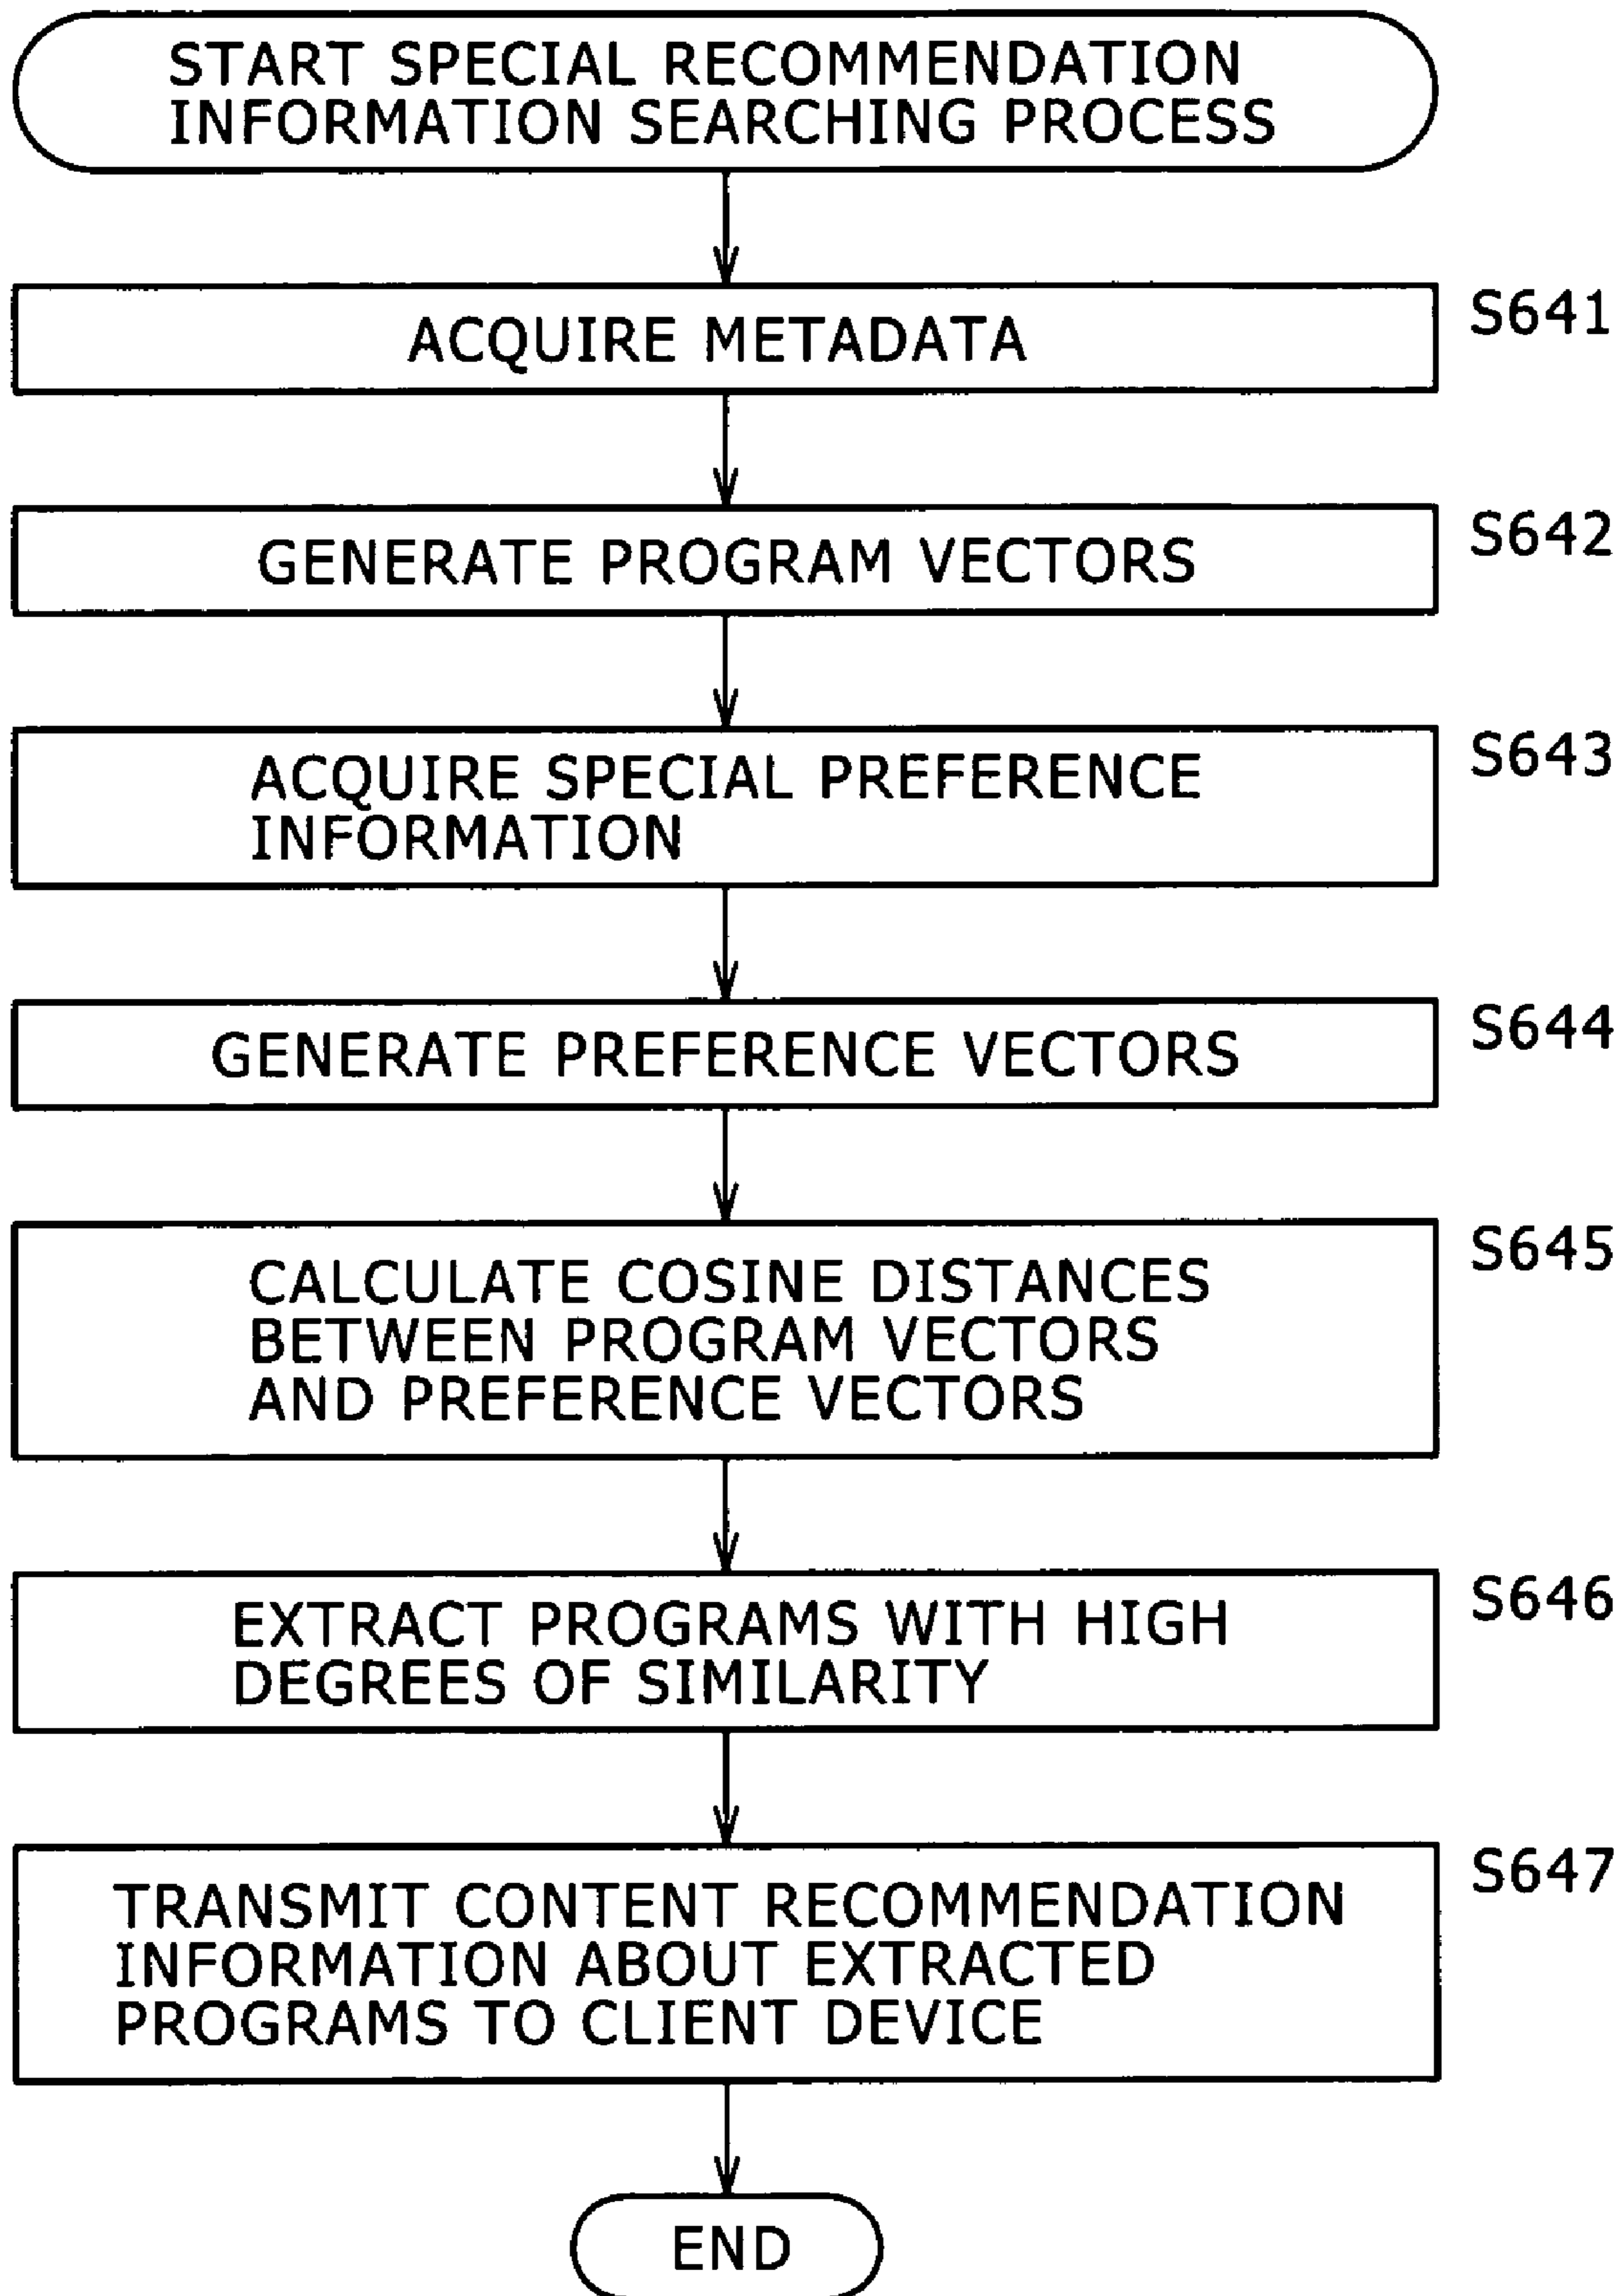 START SPECIAL RECOMMENDATION
INFORMATION SEARCHING PROCESS
S641
ACQUIRE METADATA
S642
GENERATE PROGRAM VECTORS
S643
ACQUIRE SPECIAL PREFERENCE
INFORMATION
S644
GENERATE PREFERENCE VECTORS
S645
CALCULATE COSINE DISTANCES
BETWEEN PROGRAM VECTORS
AND PREFERENCE VECTORS
S646
EXTRACT PROGRAMS WITH HIGH
DEGREES OF SIMILARITY
S647
TRANSMIT CONTENT RECOMMENDATION
INFORMATION ABOUT EXTRACTED
PROGRAMS TO CLIENT DEVICE
END